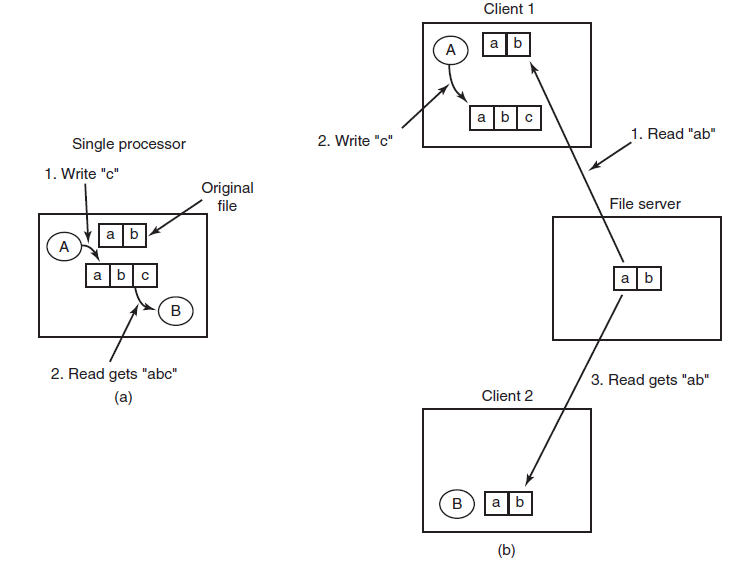 Single processor
1. Write "c"
Original
file
a b
A
a b c
B
2. Read gets "abc"
(a)
Client 1
A
a b
2. Write "c"
a b c
1. Read "ab"
File server
a b
3. Read gets "ab"
Client 2
B
a b
(b)